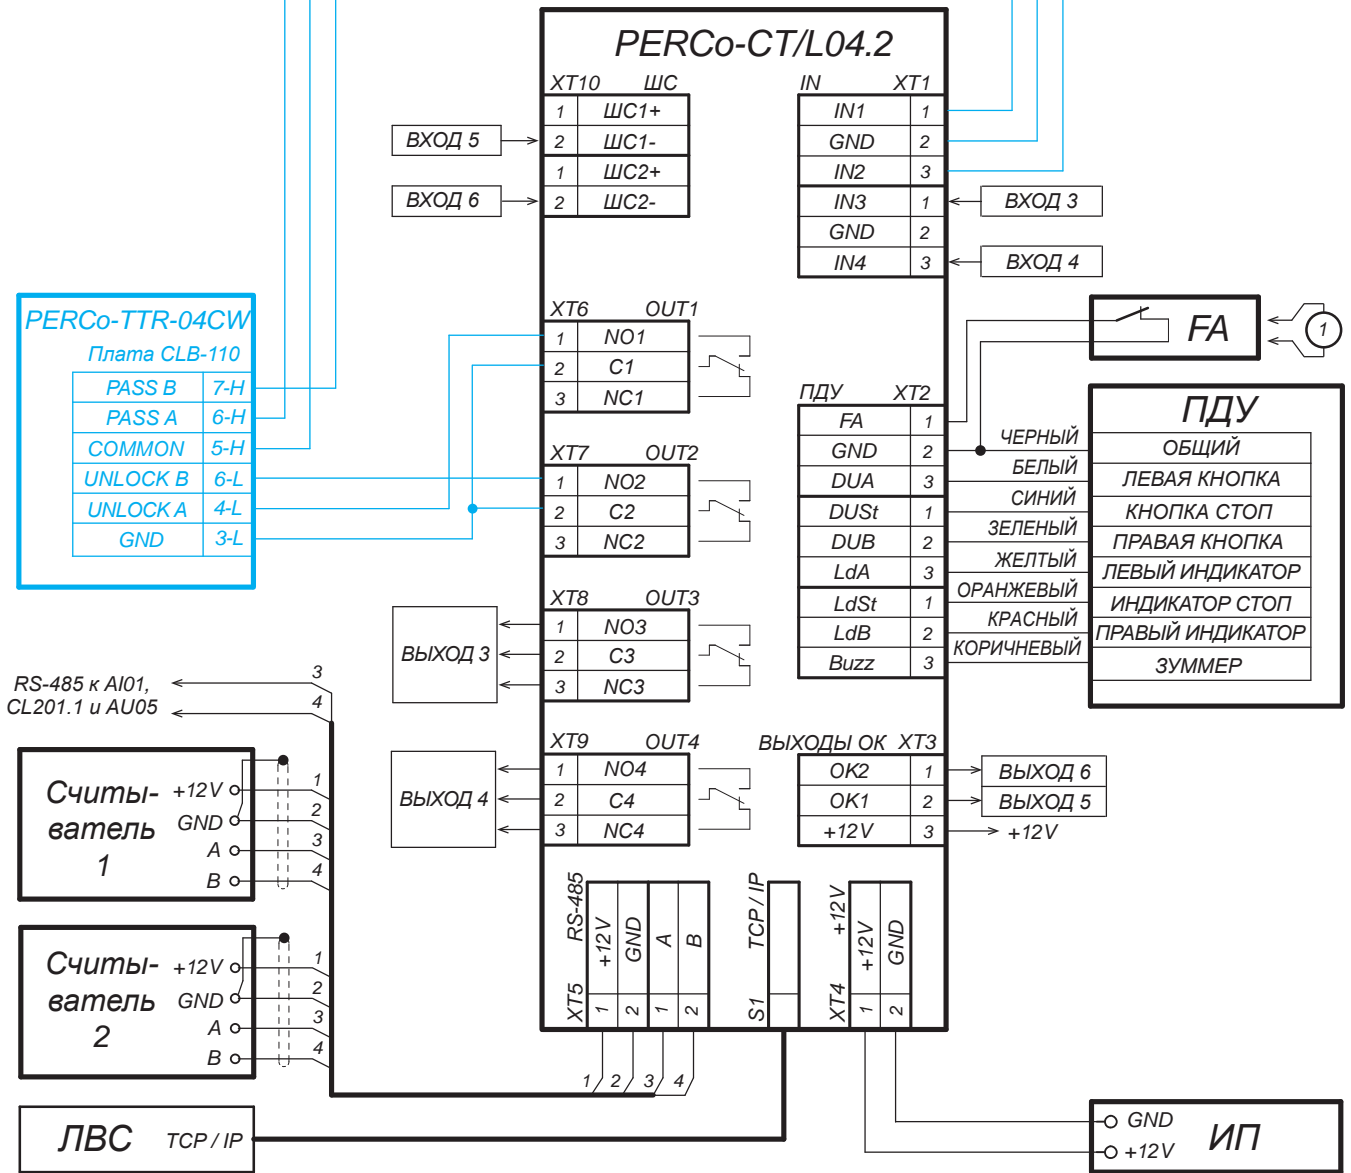 PERCo-CT/L04.2
XT10 ШС
1 ШС1+
2 ШС1-
1 ШС2+
2 ШС2-
ВХОД 5
ВХОД 6
IN XT1
IN1 1
GND 2
IN2 3
IN3 1
GND 2
IN4 3
ВХОД 3
ВХОД 4
PERCo-TTR-04CW
Плата CLB-110
PASS B 7-H
PASS A 6-H
COMMON 5-H
UNLOCK B 6-L
UNLOCK A 4-L
GND 3-L
XT6 OUT1
1 NO1
2 C1
3 NC1
XT7 OUT2
1 NO2
2 C2
3 NC2
XT8 OUT3
1 NO3
2 C3
3 NC3
ВЫХОД 3
XT9 OUT4
1 NO4
2 C4
3 NC4
ВЫХОД 4
FA
1
ПДУ XT2
FA 1
GND 2
DUA 3
DUSt 1
DUB 2
LdA 3
LdSt 1
LdB 2
Buzz 3
ЧЕРНЫЙ
БЕЛЫЙ
СИНИЙ
ЗЕЛЕНЫЙ
ЖЕЛТЫЙ
ОРАНЖЕВЫЙ
КРАСНЫЙ
КОРИЧНЕВЫЙ
ПДУ
ОБЩИЙ
ЛЕВАЯ КНОПКА
КНОПКА СТОП
ПРАВАЯ КНОПКА
ЛЕВЫЙ ИНДИКАТОР
ИНДИКАТОР СТОП
ПРАВЫЙ ИНДИКАТОР
ЗУММЕР
ВЫХОДЫ ОК XT3
OK2 1
OK1 2
+12V 3
ВЫХОД 6
ВЫХОД 5
+12V
RS-485 к AI01,
CL201.1 и AU05
3
4
Считы-
ватель
1
+12V 1
GND 2
A 3
B 4
Считы-
ватель
2
+12V 1
GND 2
A 3
B 4
XT5 RS-485
1 +12V
2 GND
1 A
2 B
1 2 3 4
S1 TCP / IP
XT4 +12V
1 +12V
2 GND
ЛВС TCP / IP
GND
+12V
ИП